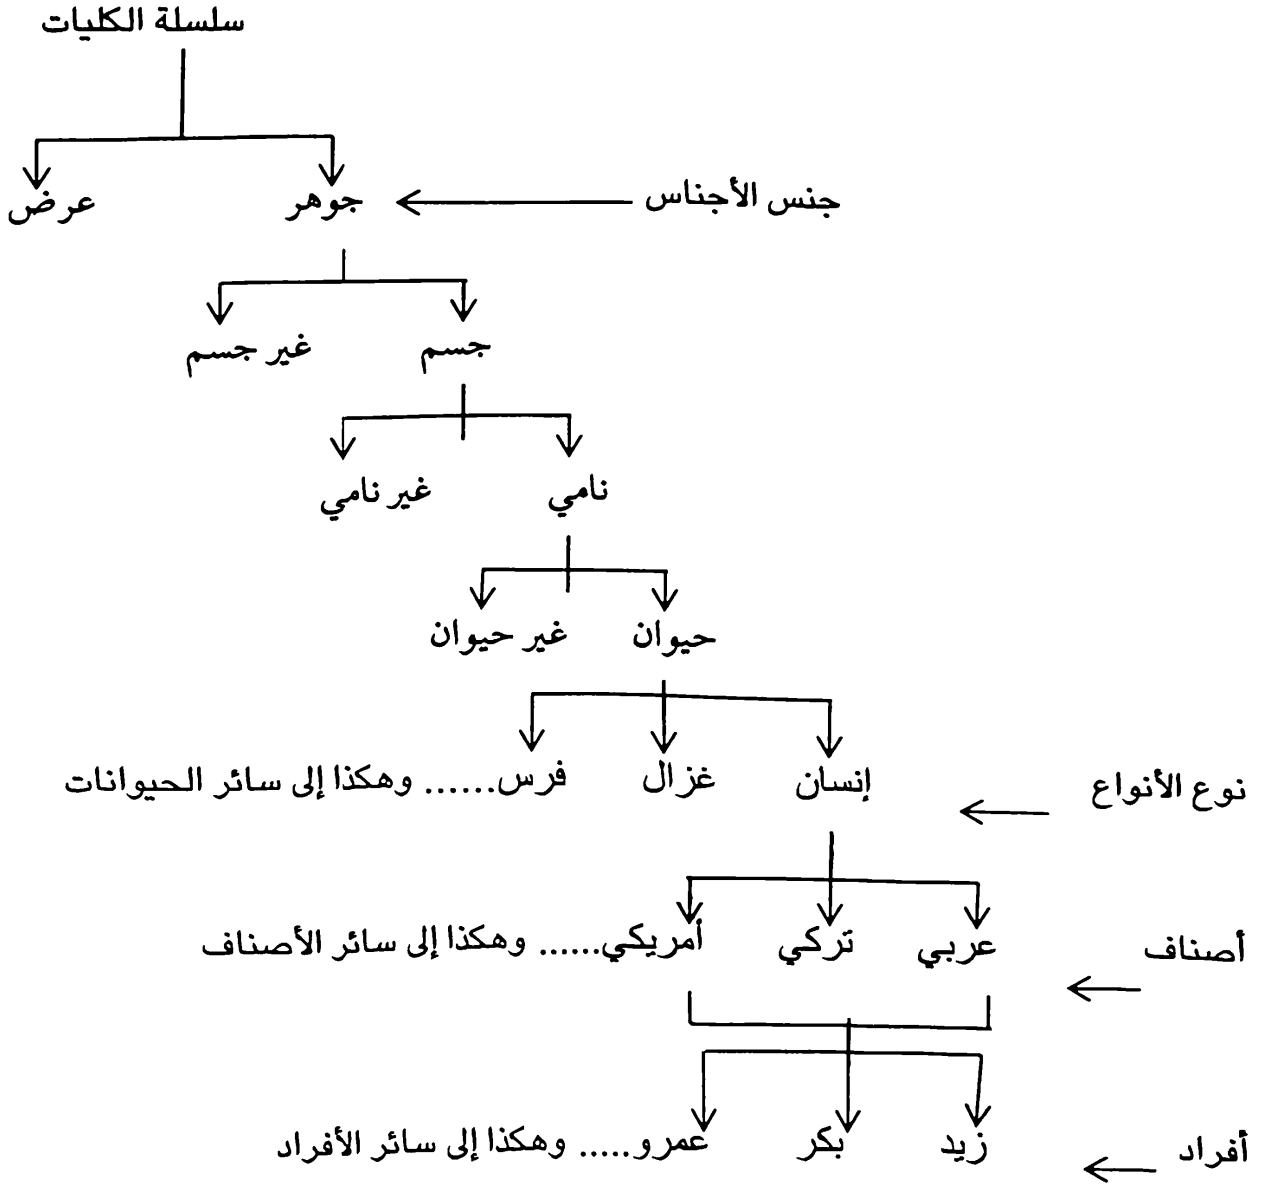 سلسلة الكليات
جنس الأجناس جوهر عرض
جسم غير جسم
نامي غير نامي
حيوان غير حيوان
نوع الأنواع إنسان غزال فرس...... وهكذا إلى سائر الحيوانات
أصناف عربي تركي أمريكي...... وهكذا إلى سائر الأصناف
أفراد زيد بكر عمرو..... وهكذا إلى سائر الأفراد